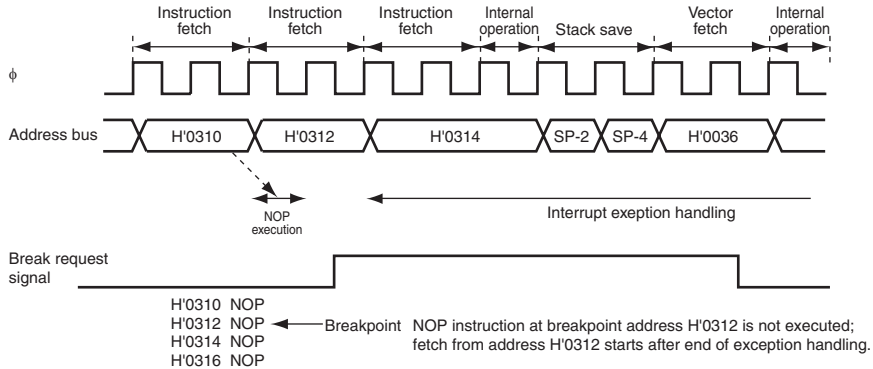 Instruction fetch
Instruction fetch
Instruction fetch
Internal operation
Stack save
Vector fetch
Internal operation
ϕ
Address bus
H'0310
H'0312
H'0314
SP-2
SP-4
H'0036
NOP execution
Interrupt exeption handling
Break request signal
H'0310 NOP
H'0312 NOP
Breakpoint
NOP instruction at breakpoint address H'0312 is not executed;
H'0314 NOP
fetch from address H'0312 starts after end of exception handling.
H'0316 NOP